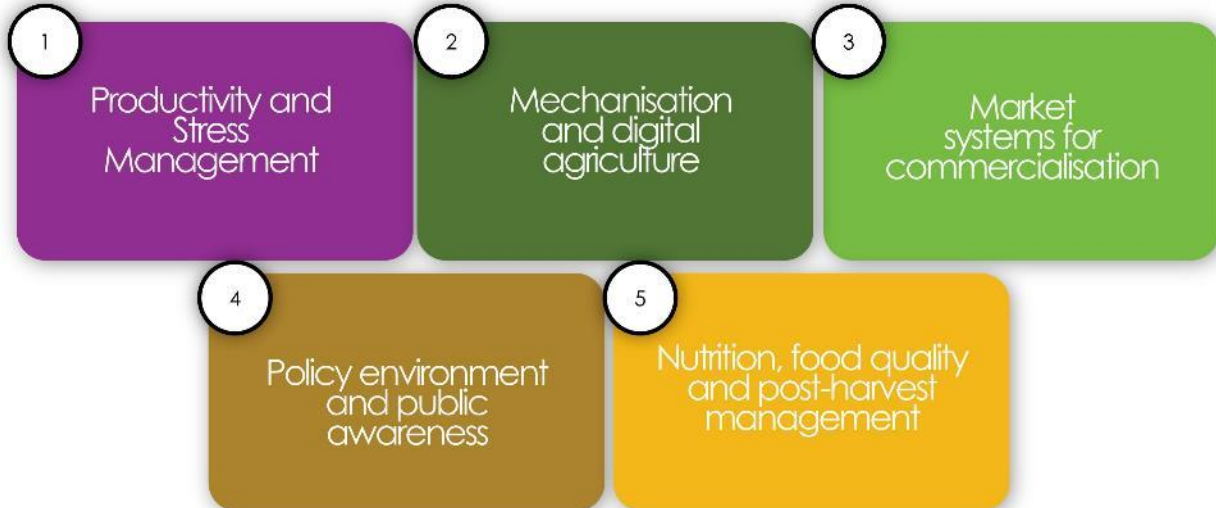 1
Productivity and
Stress
Management
2
Mechanisation
and digital
agriculture
3
Market
systems for
commercialisation
4
Policy environment
and public
awareness
5
Nutrition, food quality
and post-harvest
management